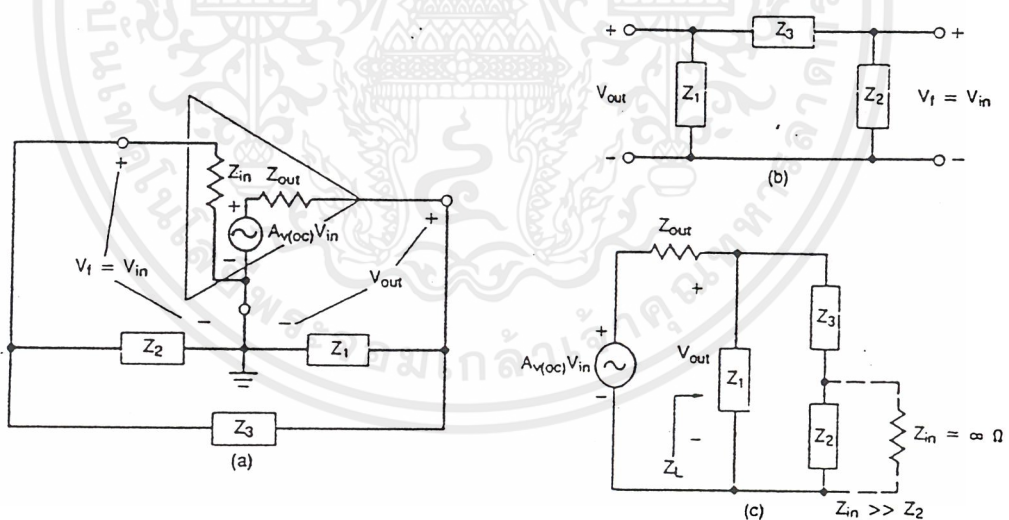 Z_in
Z_out
+
+
A_v(oc)V_in
−
+
V_f = V_in
V_out
−
−
Z_2
Z_1
Z_3
(a)
+
Z_3
+
V_out
Z_1
Z_2
V_f = V_in
−
−
(b)
Z_out
+
Z_3
+
A_v(oc)V_in
V_out
Z_1
−
−
Z_L
Z_2
Z_in = ∞ Ω
Z_in >> Z_2
(c)